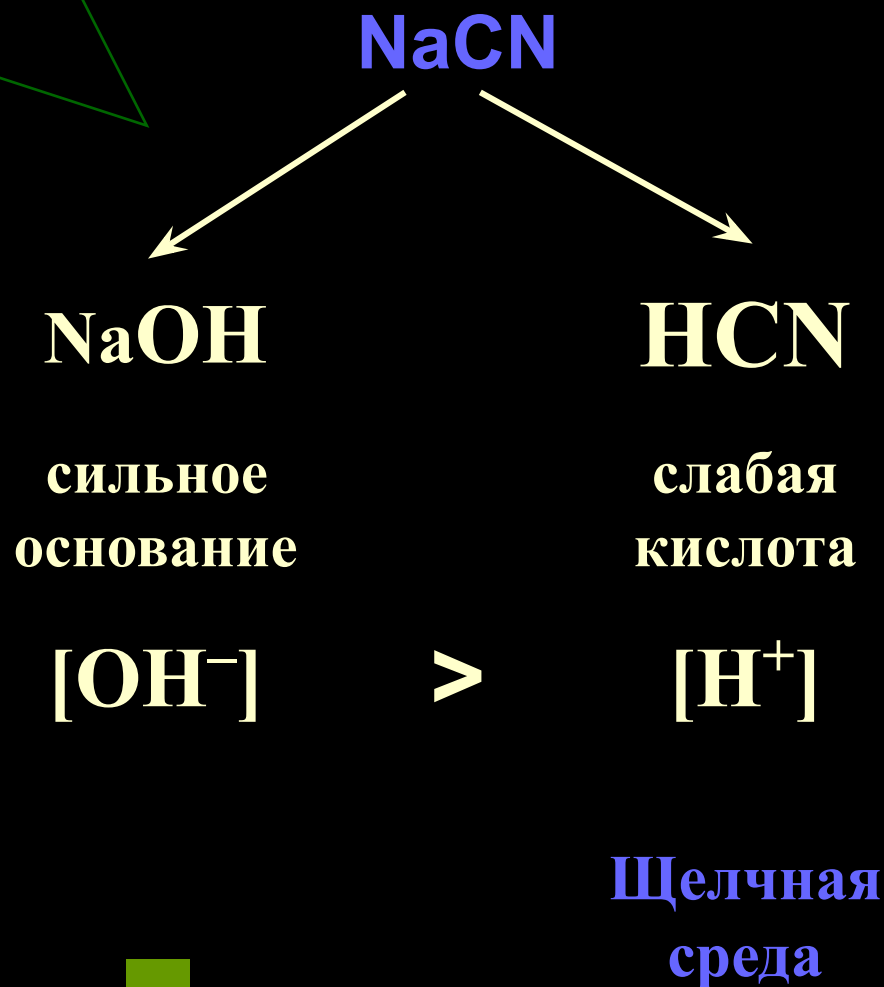 NaCN
NaOH HCN
сильное слабая
основание кислота
[OH⁻] > [H⁺]
Щелчная
среда